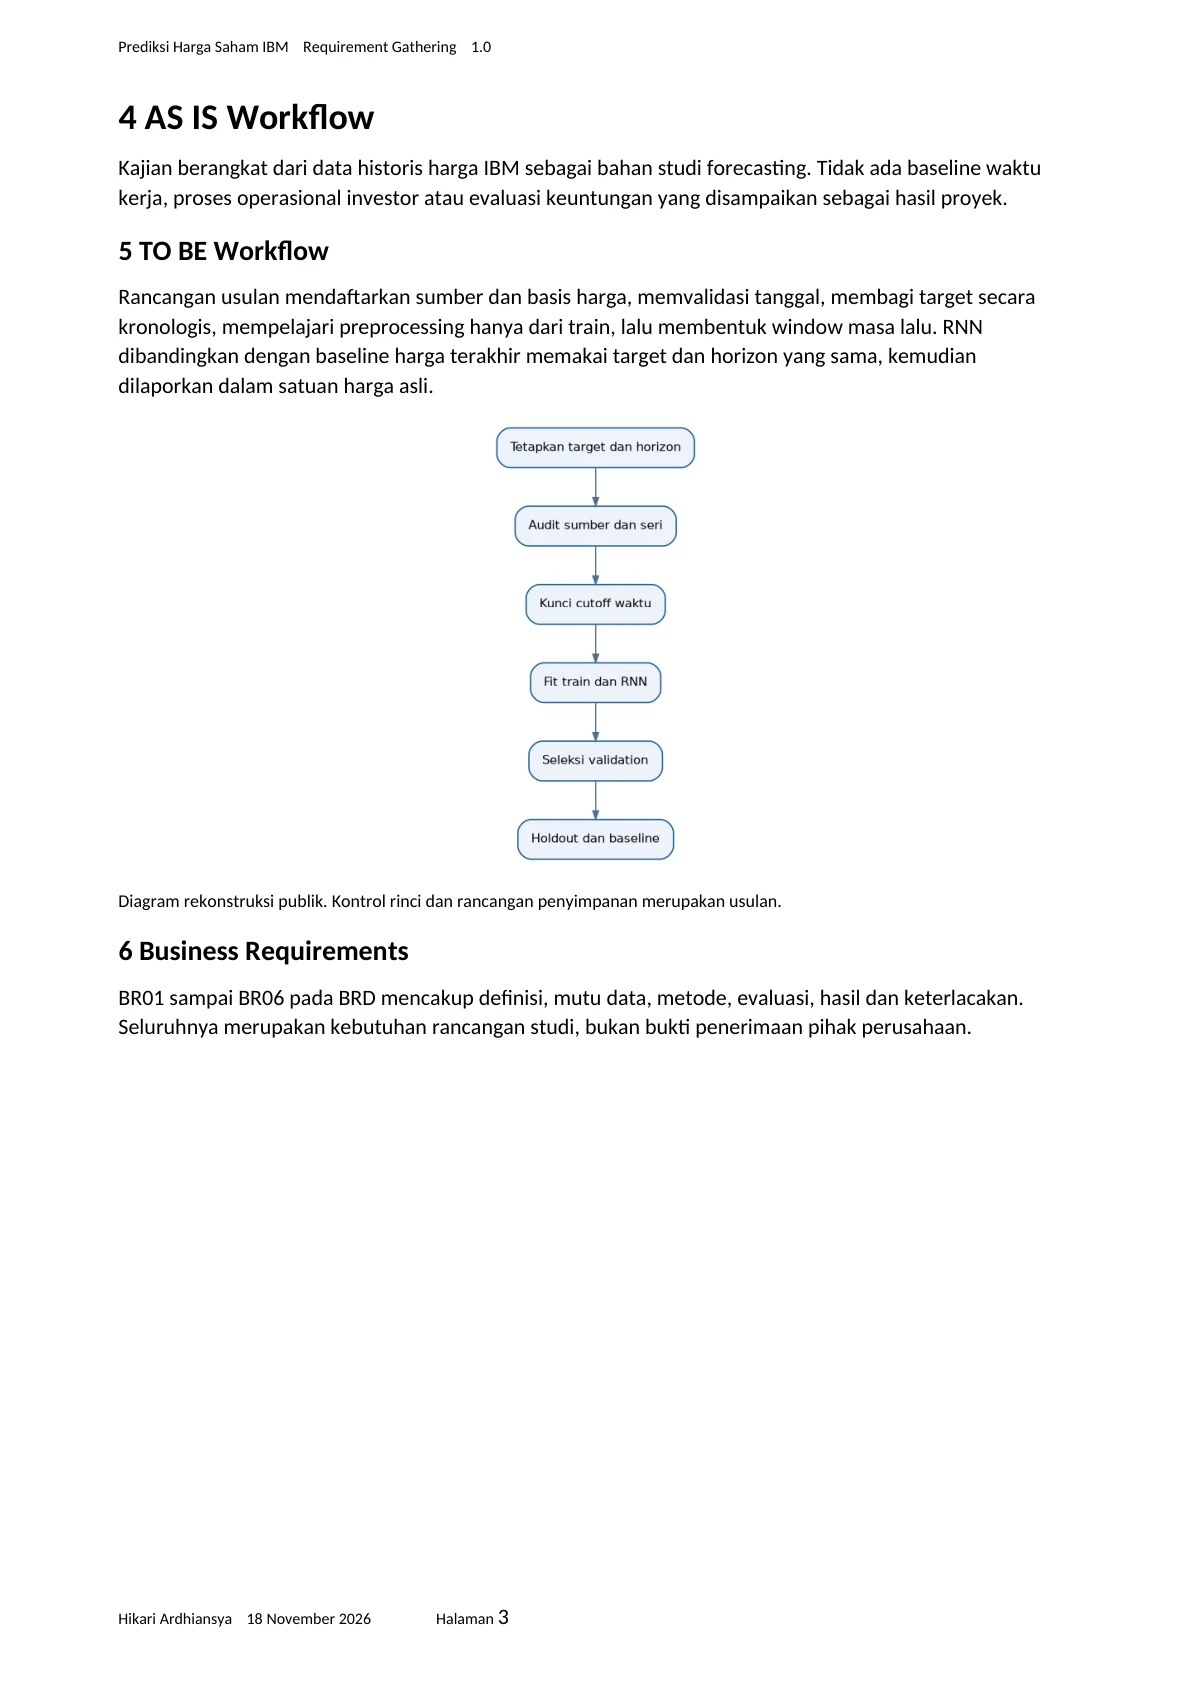 Prediksi Harga Saham IBM Requirement Gathering 1.0
4 AS IS Workflow
Kajian berangkat dari data historis harga IBM sebagai bahan studi forecasting. Tidak ada baseline waktu
kerja, proses operasional investor atau evaluasi keuntungan yang disampaikan sebagai hasil proyek.
5 TO BE Workflow
Rancangan usulan mendaftarkan sumber dan basis harga, memvalidasi tanggal, membagi target secara
kronologis, mempelajari preprocessing hanya dari train, lalu membentuk window masa lalu. RNN
dibandingkan dengan baseline harga terakhir memakai target dan horizon yang sama, kemudian
dilaporkan dalam satuan harga asli.
Tetapkan target dan horizon
Audit sumber dan seri
Kunci cutoff waktu
Fit train dan RNN
Seleksi validation
Holdout dan baseline
Diagram rekonstruksi publik. Kontrol rinci dan rancangan penyimpanan merupakan usulan.
6 Business Requirements
BR01 sampai BR06 pada BRD mencakup definisi, mutu data, metode, evaluasi, hasil dan keterlacakan.
Seluruhnya merupakan kebutuhan rancangan studi, bukan bukti penerimaan pihak perusahaan.
Hikari Ardhiansya 18 November 2026 Halaman 3